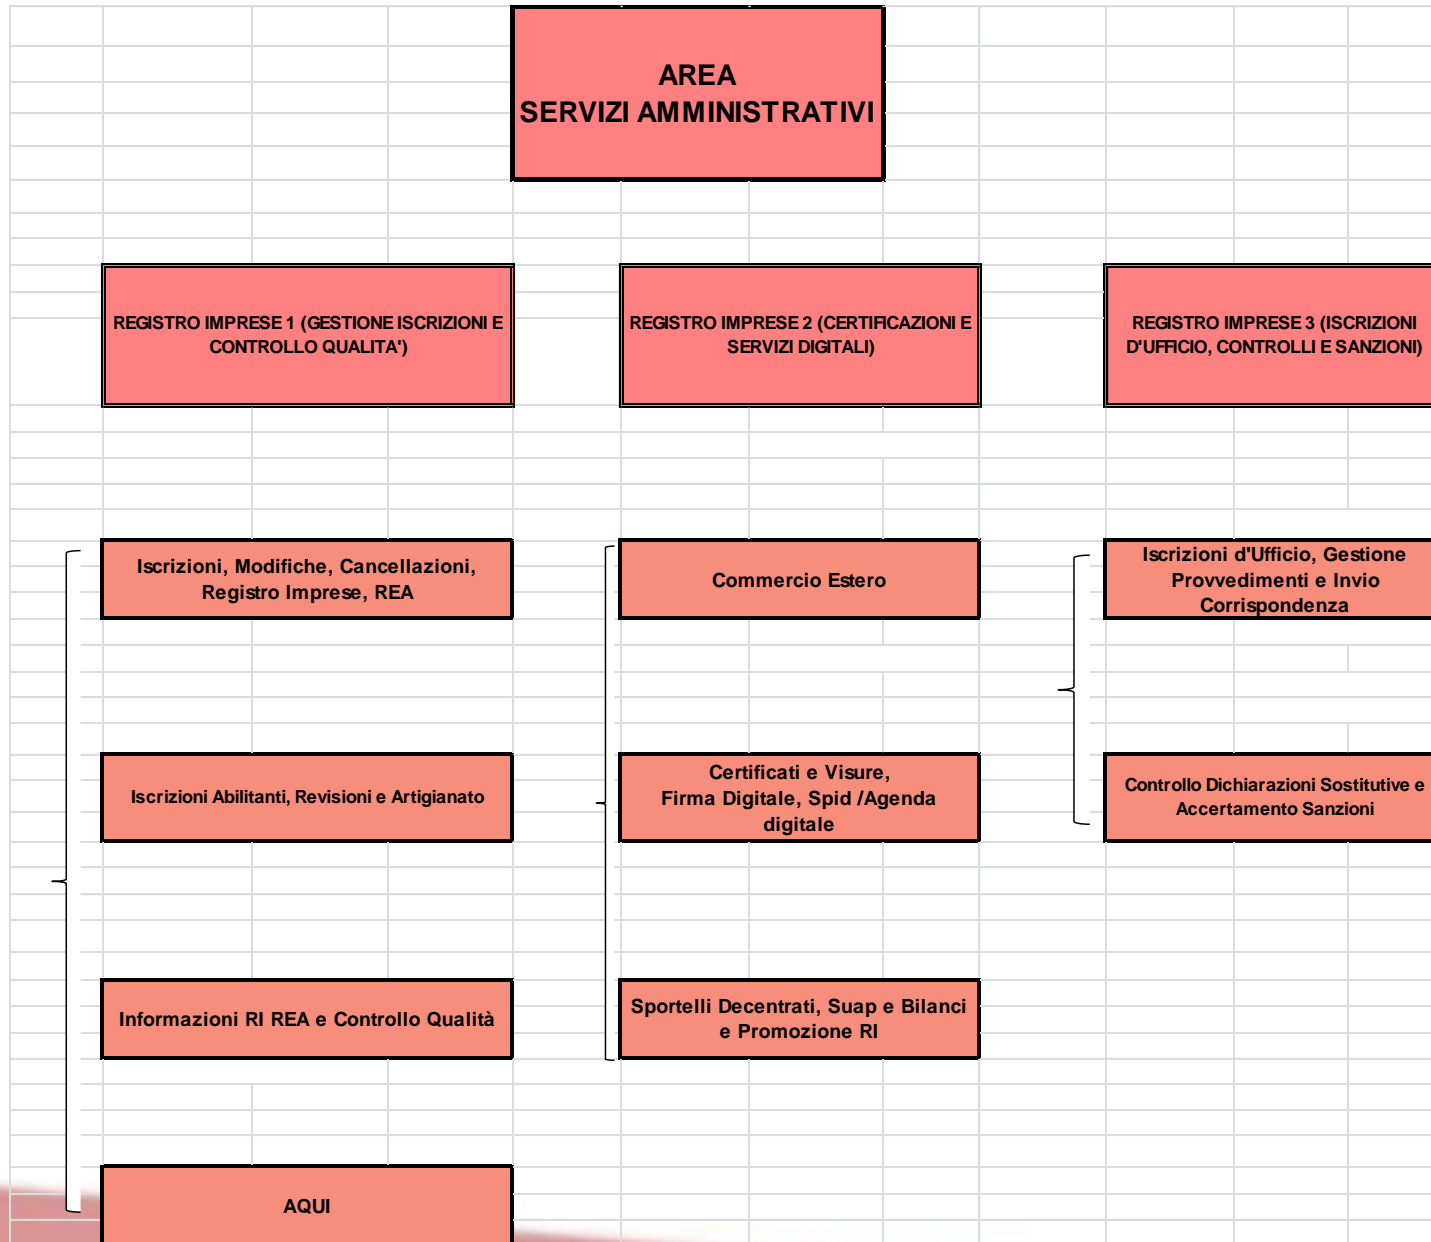 AREA
SERVIZI AMMINISTRATIVI
REGISTRO IMPRESE 1 (GESTIONE ISCRIZIONI E
CONTROLLO QUALITA')
REGISTRO IMPRESE 2 (CERTIFICAZIONI E
SERVIZI DIGITALI)
REGISTRO IMPRESE 3 (ISCRIZIONI
D'UFFICIO, CONTROLLI E SANZIONI)
Iscrizioni, Modifiche, Cancellazioni,
Registro Imprese, REA
Commercio Estero
Iscrizioni d'Ufficio, Gestione
Provvedimenti e Invio
Corrispondenza
Iscrizioni Abilitanti, Revisioni e Artigianato
Certificati e Visure,
Firma Digitale, Spid /Agenda
digitale
Controllo Dichiarazioni Sostitutive e
Accertamento Sanzioni
Informazioni RI REA e Controllo Qualità
Sportelli Decentrati, Suap e Bilanci
e Promozione RI
AQUI